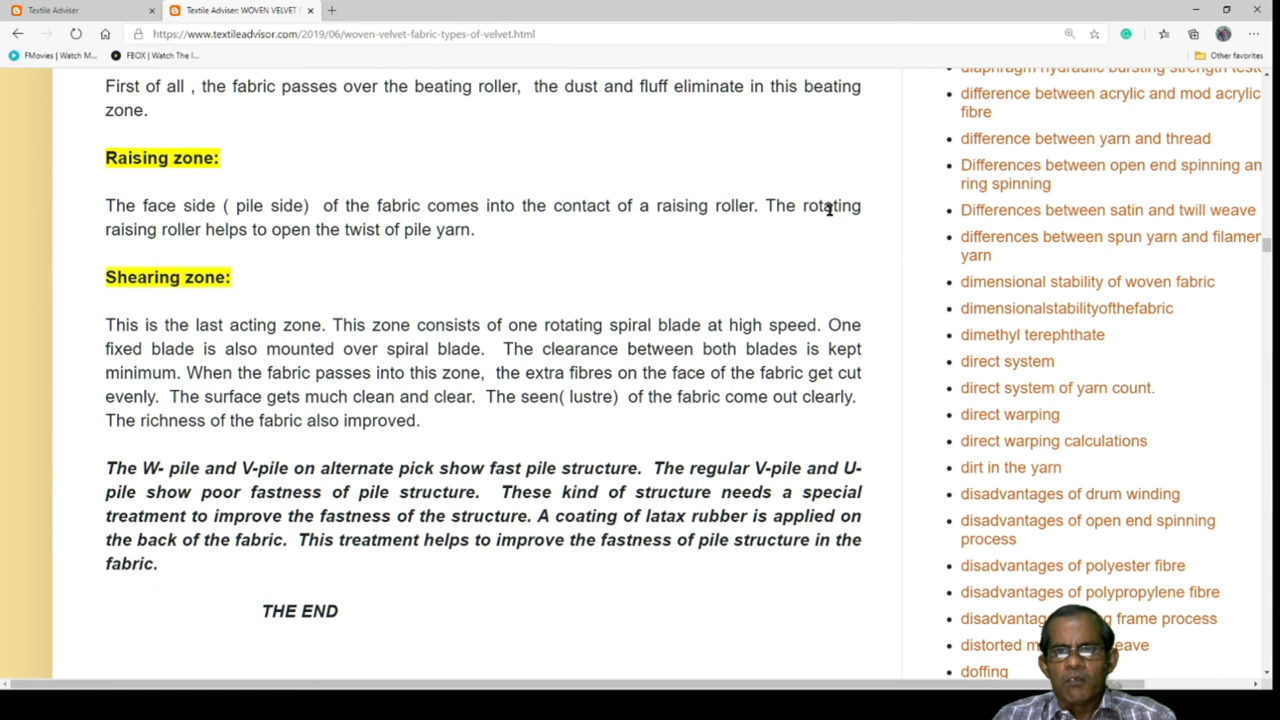 Textile Adviser
Textile Adviser: WOVEN VELVET
https://www.textileadvisor.com/2019/06/woven-velvet-fabric-types-of-velvet.html
FMovies | Watch M...
FBOX | Watch The I...
Other favorites
First of all , the fabric passes over the beating roller, the dust and fluff eliminate in this beating
zone.
Raising zone:
The face side ( pile side) of the fabric comes into the contact of a raising roller. The rotating
raising roller helps to open the twist of pile yarn.
Shearing zone:
This is the last acting zone. This zone consists of one rotating spiral blade at high speed. One
fixed blade is also mounted over spiral blade. The clearance between both blades is kept
minimum. When the fabric passes into this zone, the extra fibres on the face of the fabric get cut
evenly. The surface gets much clean and clear. The seen( lustre) of the fabric come out clearly.
The richness of the fabric also improved.
The W- pile and V-pile on alternate pick show fast pile structure. The regular V-pile and U-
pile show poor fastness of pile structure. These kind of structure needs a special
treatment to improve the fastness of the structure. A coating of latax rubber is applied on
the back of the fabric. This treatment helps to improve the fastness of pile structure in the
fabric.
THE END
diaphragm hydraulic bursting strength teste
difference between acrylic and mod acrylic
fibre
difference between yarn and thread
Differences between open end spinning an
ring spinning
Differences between satin and twill weave
differences between spun yarn and filamer
yarn
dimensional stability of woven fabric
dimensionalstabilityofthefabric
dimethyl terephthate
direct system
direct system of yarn count.
direct warping
direct warping calculations
dirt in the yarn
disadvantages of drum winding
disadvantages of open end spinning
process
disadvantages of polyester fibre
disadvantages of polypropylene fibre
disadvantag g frame process
distorted m eave
doffing